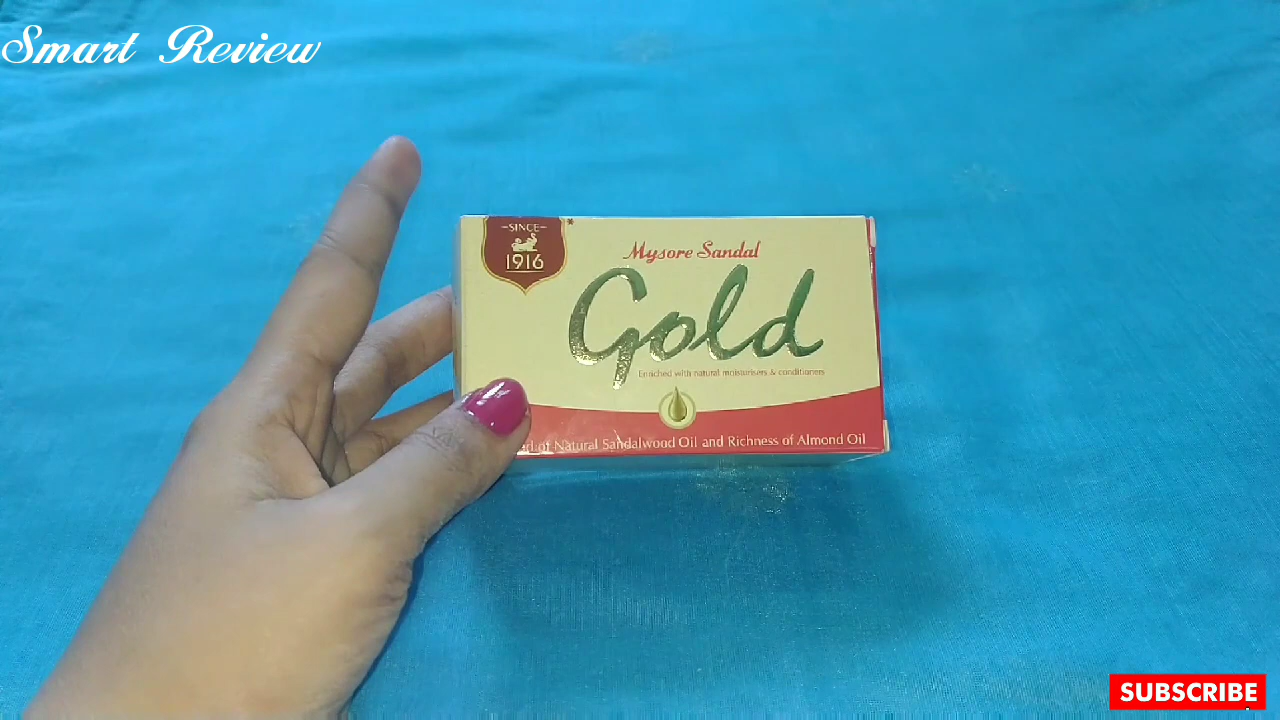 Smart Review
-SINCE-
1916
*
Mysore Sandal
Gold
Enriched with natural moisturisers & conditioners
of Natural Sandalwood Oil and Richness of Almond Oil
SUBSCRIBE